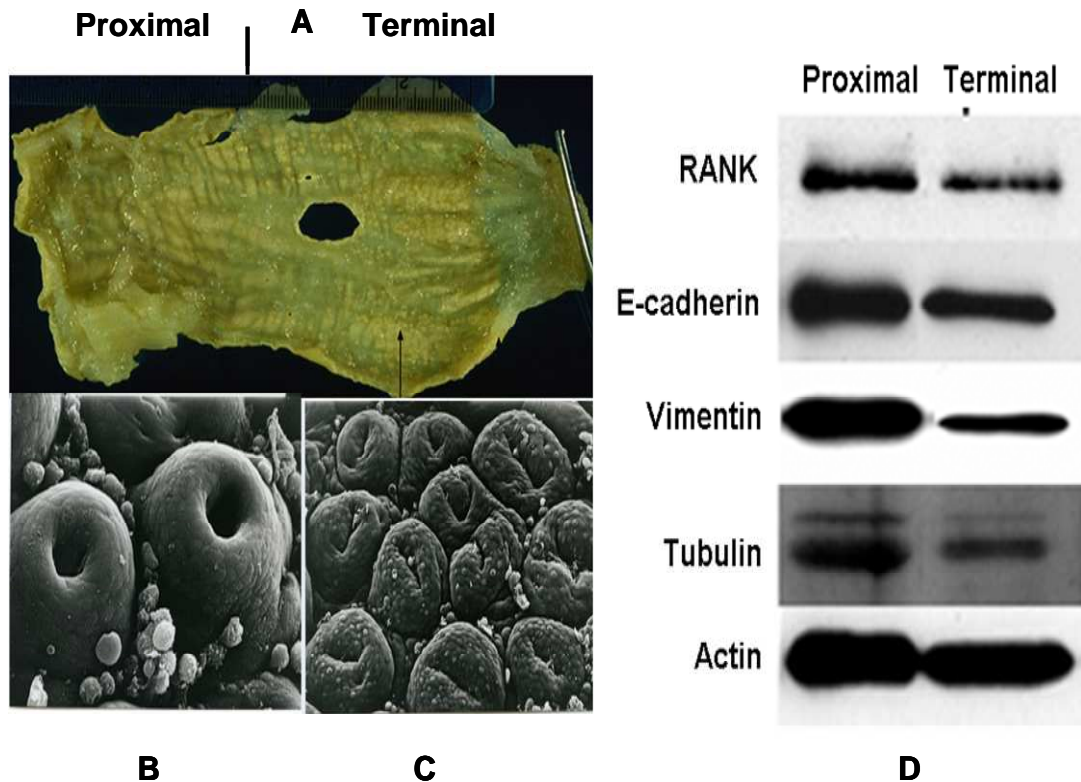 Proximal A Terminal
B C
Proximal Terminal
RANK
E-cadherin
Vimentin
Tubulin
Actin
D